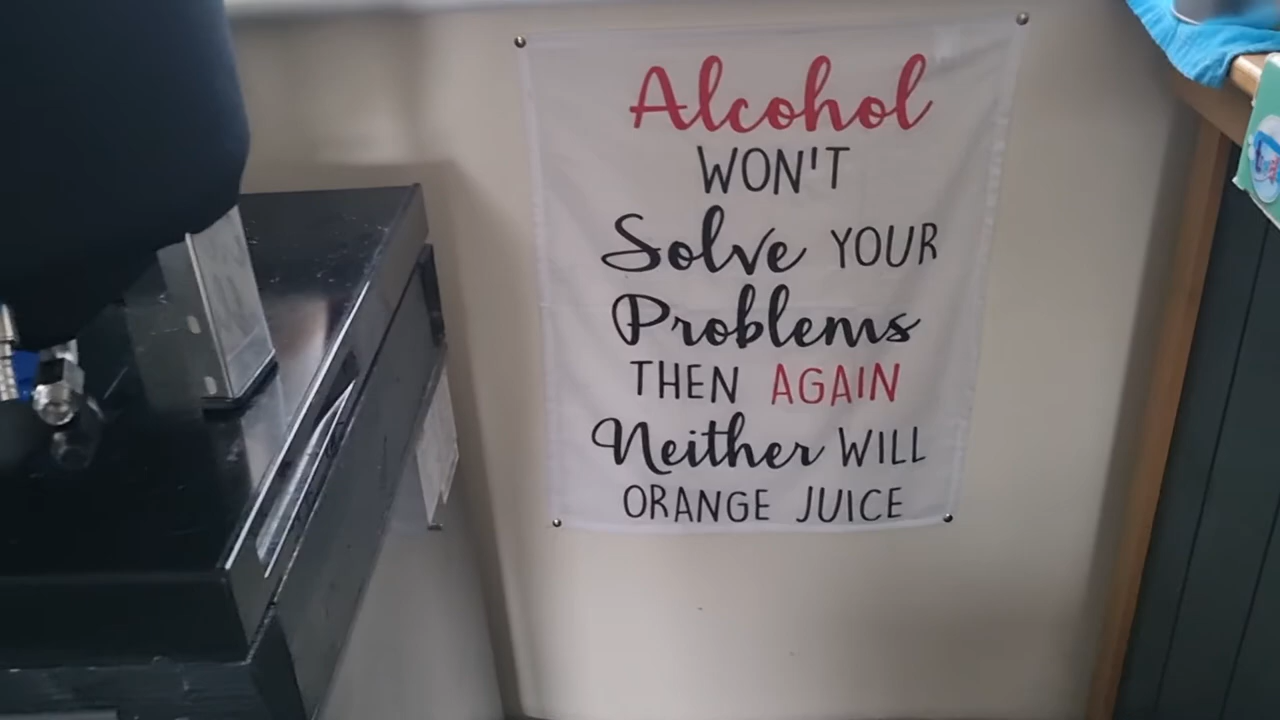 Alcohol
WON'T
Solve YOUR
Problems
THEN AGAIN
Neither WILL
ORANGE JUICE